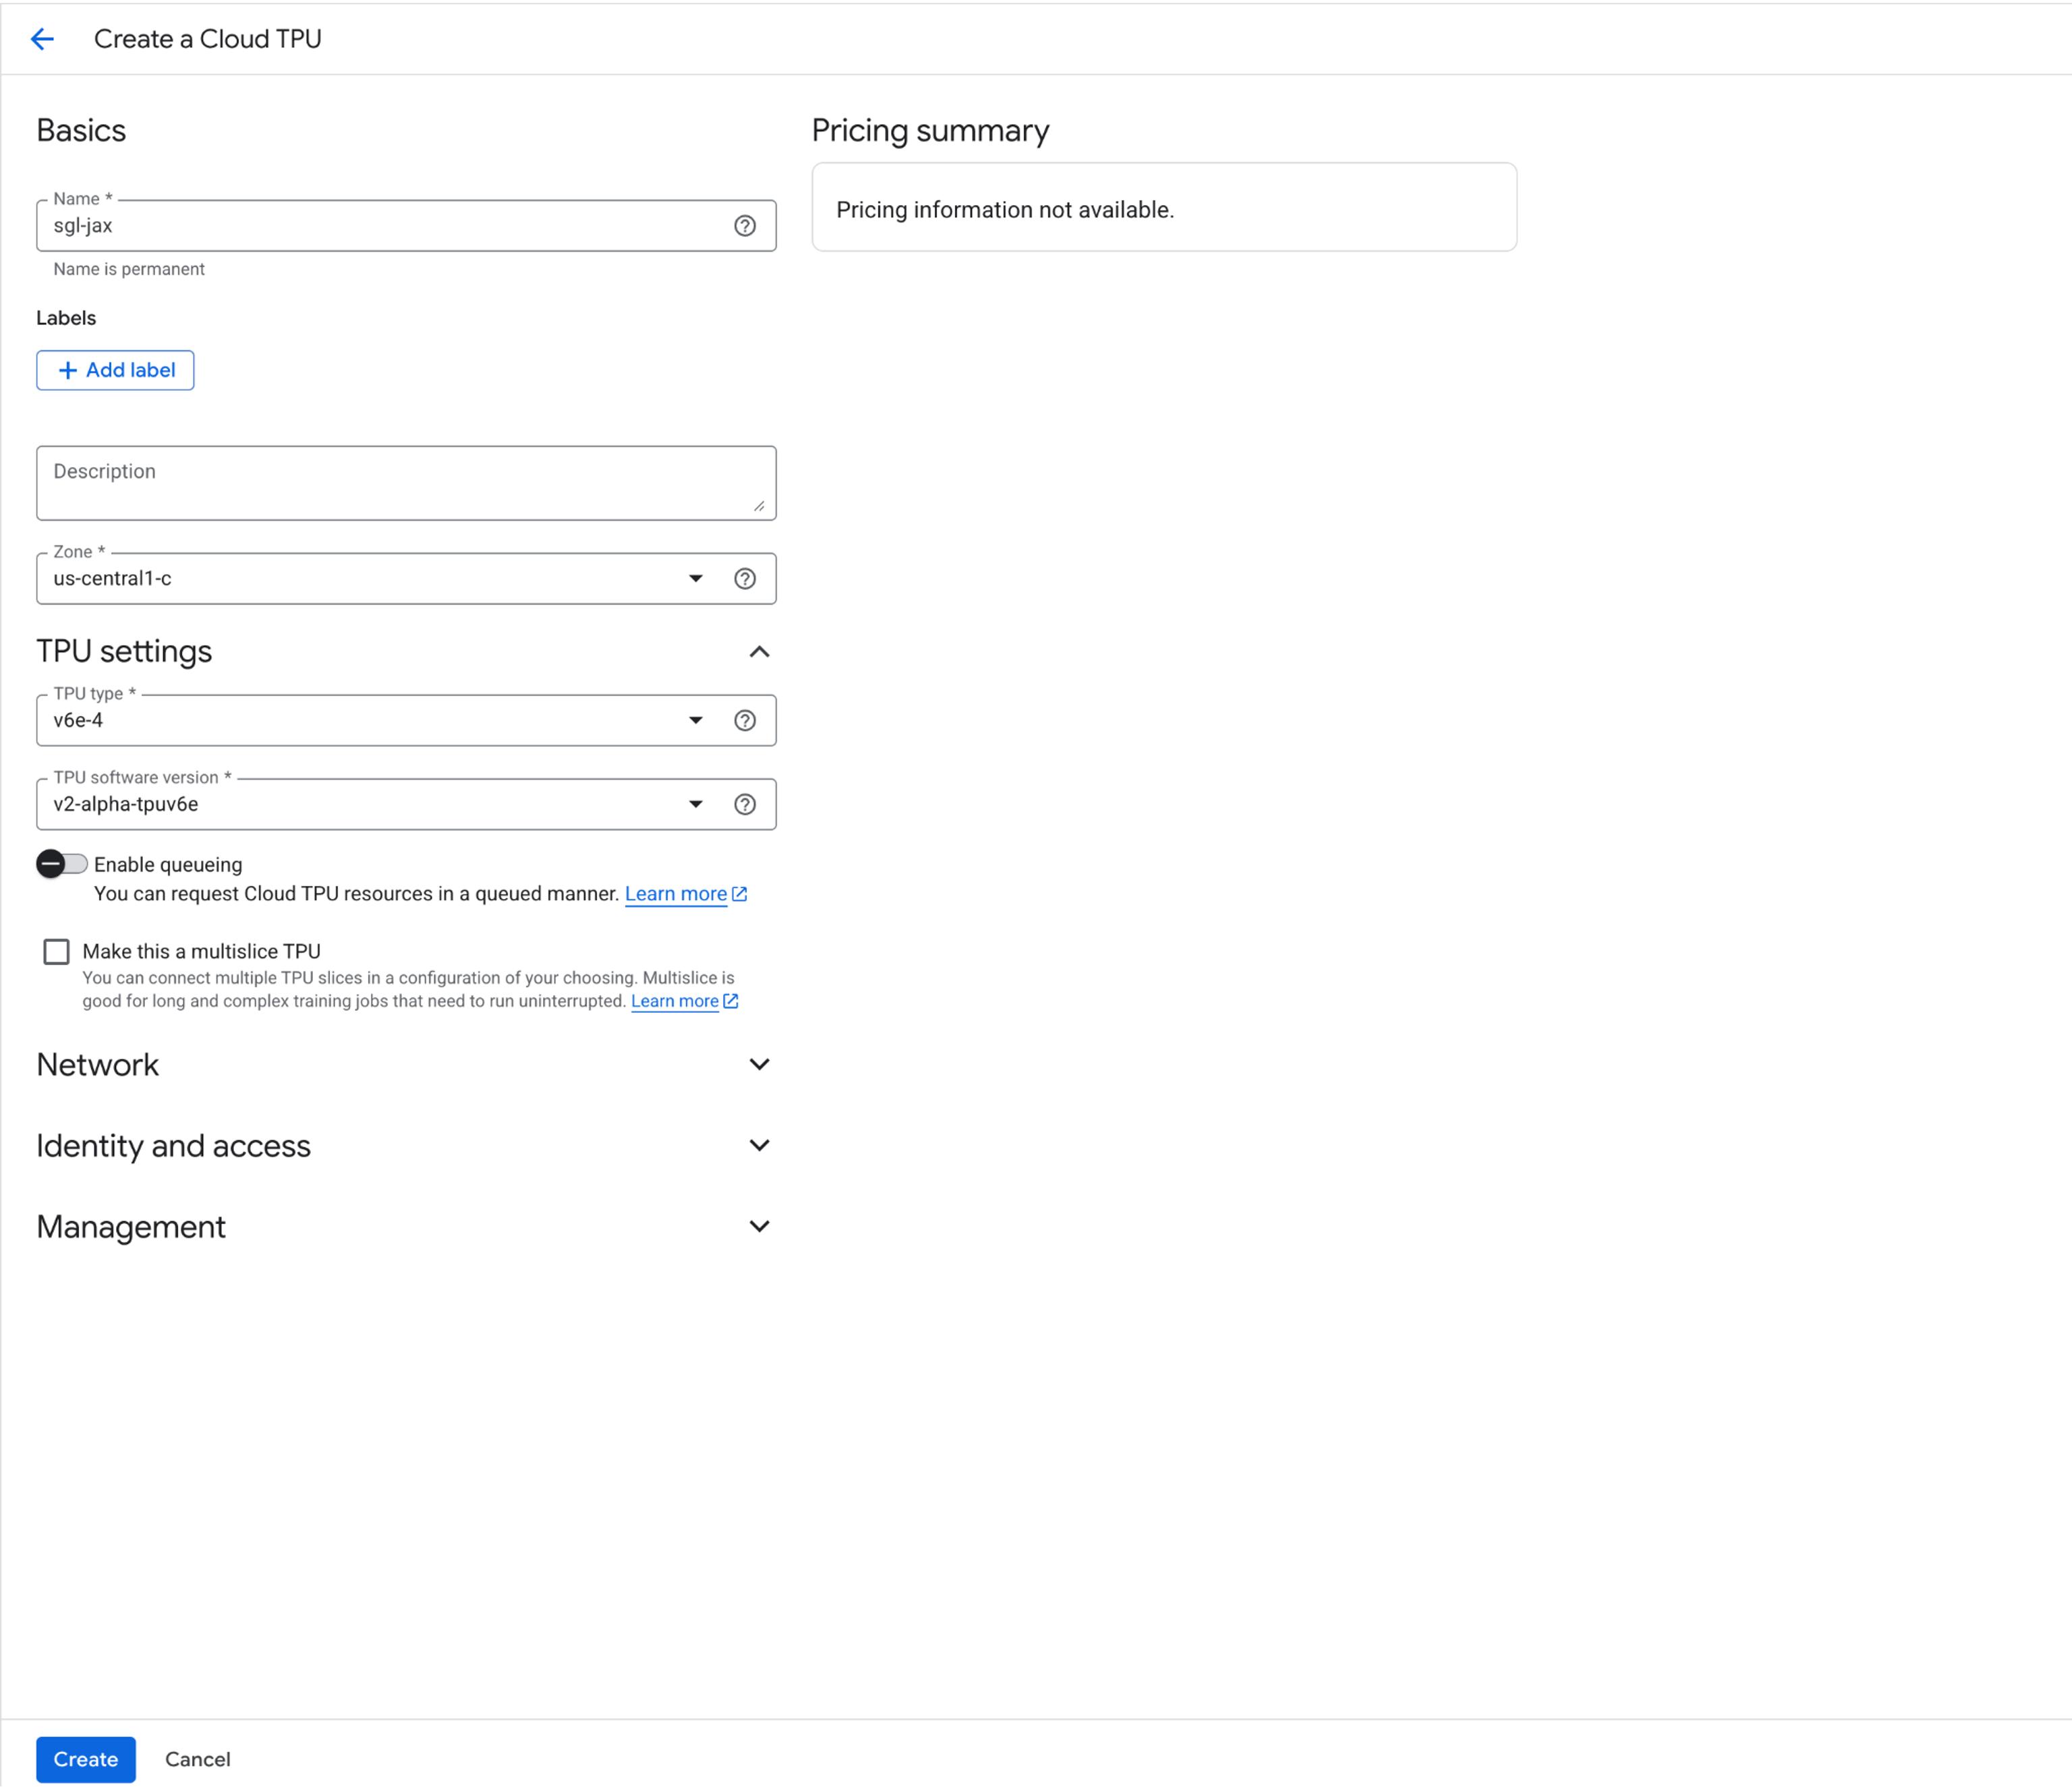 Create a Cloud TPU
Basics
Name *
sgl-jax
Name is permanent
Labels
Add label
Description
Zone *
us-central1-c
TPU settings
TPU type *
v6e-4
TPU software version *
v2-alpha-tpuv6e
Enable queueing
You can request Cloud TPU resources in a queued manner. Learn more
Make this a multislice TPU
You can connect multiple TPU slices in a configuration of your choosing. Multislice is
good for long and complex training jobs that need to run uninterrupted. Learn more
Network
Identity and access
Management
Pricing summary
Pricing information not available.
Create Cancel